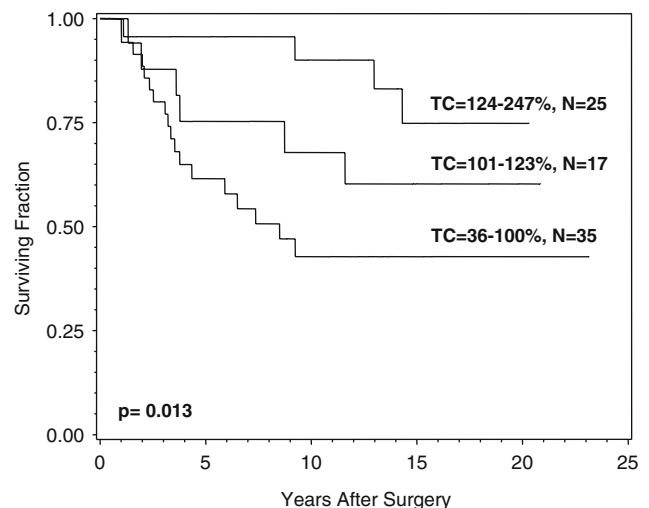 1.00
0.75
0.50
0.25
0.00
Surviving Fraction
TC=124-247%, N=25
TC=101-123%, N=17
TC=36-100%, N=35
p= 0.013
0 5 10 15 20 25
Years After Surgery